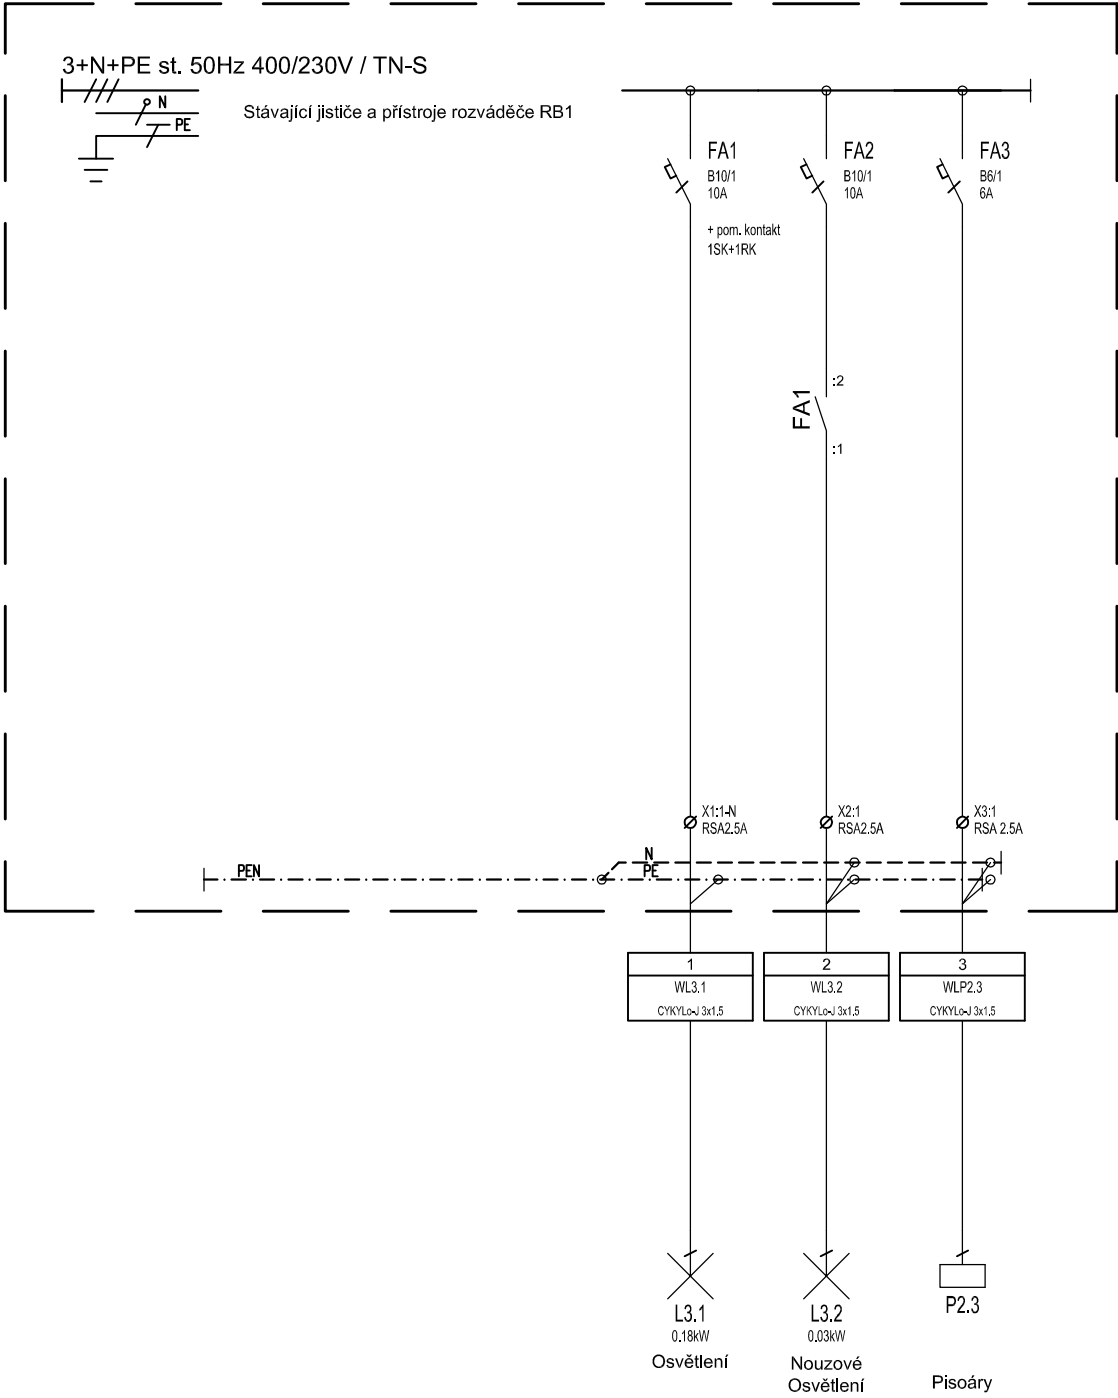 3+N+PE st. 50Hz 400/230V / TN-S
N
PE
Stávající jističe a přístroje rozváděče RB1
FA1
B10/1
10A
+ pom. kontakt
1SK+1RK
FA2
B10/1
10A
FA3
B6/1
6A
:2
FA1
:1
X1:1-N
RSA2.5A
X2:1
RSA2.5A
X3:1
RSA 2.5A
PEN
N
PE
1
WL3.1
CYKYLo-J 3x1.5
2
WL3.2
CYKYLo-J 3x1.5
3
WLP2.3
CYKYLo-J 3x1.5
L3.1
0.18kW
Osvětlení
L3.2
0.03kW
Nouzové
Osvětlení
P2.3
Pisoáry